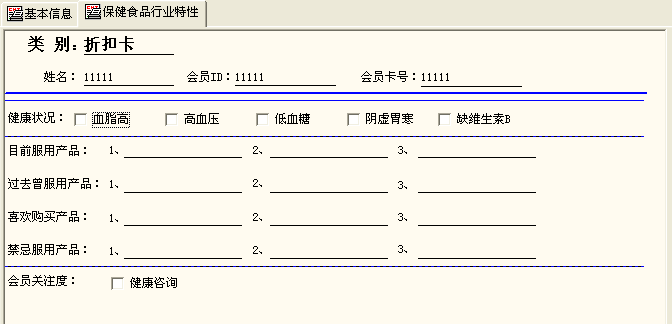 基本信息 保健食品行业特性
类 别：折扣卡
姓名： 11111 会员ID：11111 会员卡号：11111
健康状况： 血脂高 高血压 低血糖 阴虚胃寒 缺维生素B
目前服用产品： 1、 2、 3、
过去曾服用产品： 1、 2、 3、
喜欢购买产品： 1、 2、 3、
禁忌服用产品： 1、 2、 3、
会员关注度： 健康咨询